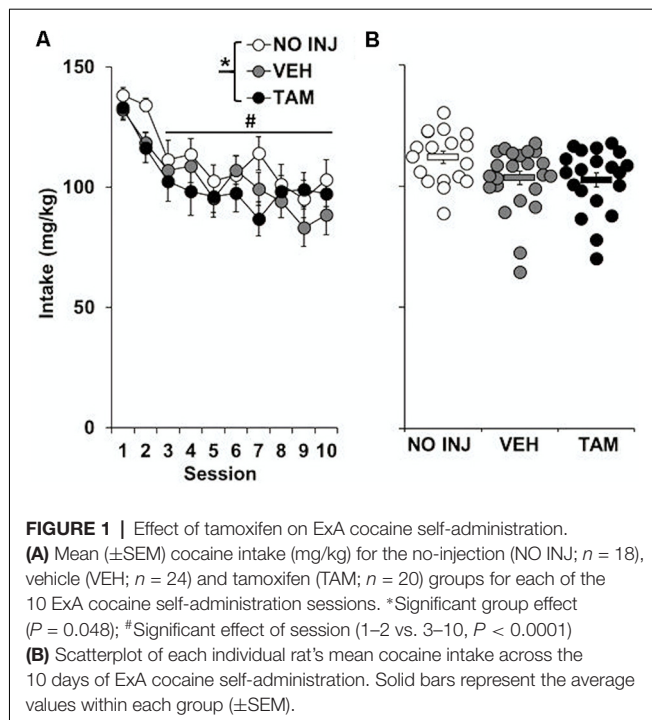 A
B
NO INJ
* VEH
TAM
#
150
100
50
0
Intake (mg/kg)
1 2 3 4 5 6 7 8 9 10
Session
NO INJ VEH TAM
FIGURE 1 | Effect of tamoxifen on ExA cocaine self-administration.
(A) Mean (±SEM) cocaine intake (mg/kg) for the no-injection (NO INJ; n = 18),
vehicle (VEH; n = 24) and tamoxifen (TAM; n = 20) groups for each of the
10 ExA cocaine self-administration sessions. *Significant group effect
(P = 0.048); #Significant effect of session (1–2 vs. 3–10, P < 0.0001)
(B) Scatterplot of each individual rat's mean cocaine intake across the
10 days of ExA cocaine self-administration. Solid bars represent the average
values within each group (±SEM).